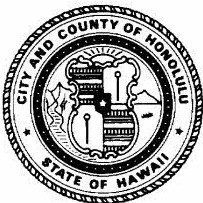 CITY AND COUNTY OF HONOLULU
STATE OF HAWAII